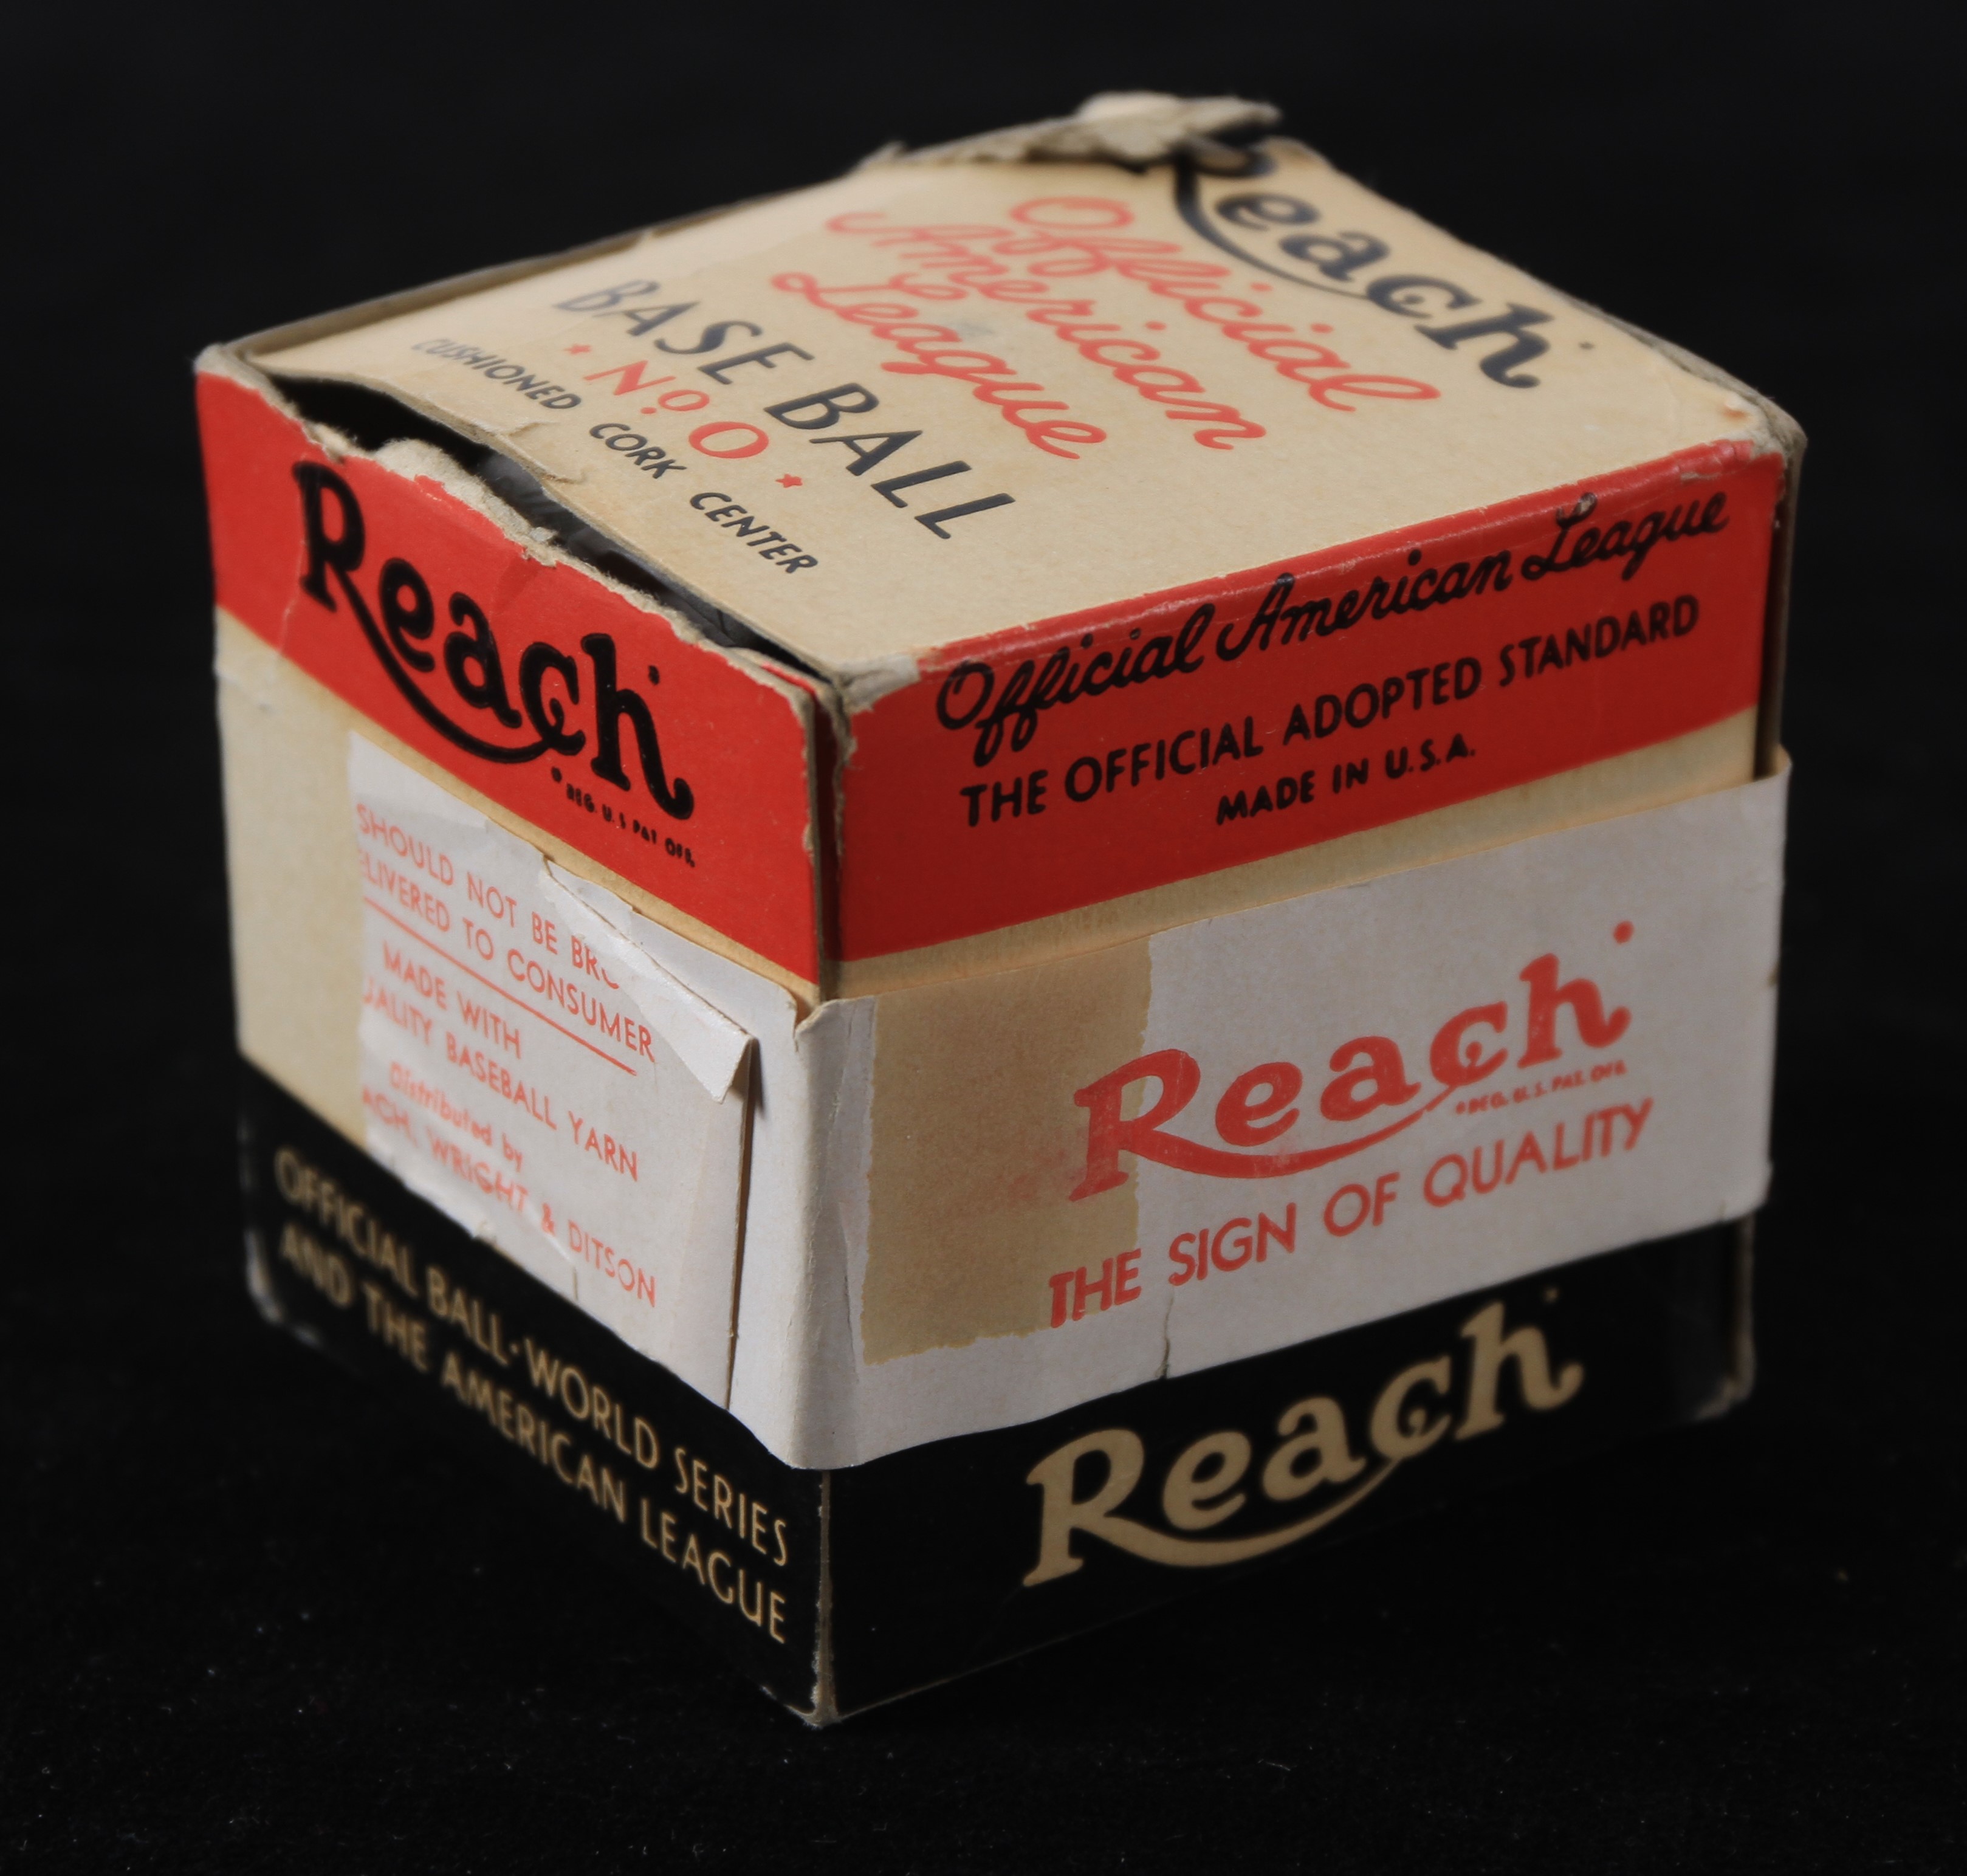 Reach
Official
American
League
BASE BALL
* No. 0 *
CUSHIONED CORK CENTER
Reach
REG. U.S. PAT. OFF.
SHOULD NOT BE
TO CONSUMER
MADE WITH
BASEBALL YARN
Distributed by
WRIGHT & DITSON
OFFICIAL BALL-WORLD SERIES
AND THE AMERICAN LEAGUE
Official American League
THE OFFICIAL ADOPTED STANDARD
MADE IN U.S.A.
Reach
REG. U.S. PAT. OFF.
THE SIGN OF QUALITY
Reach